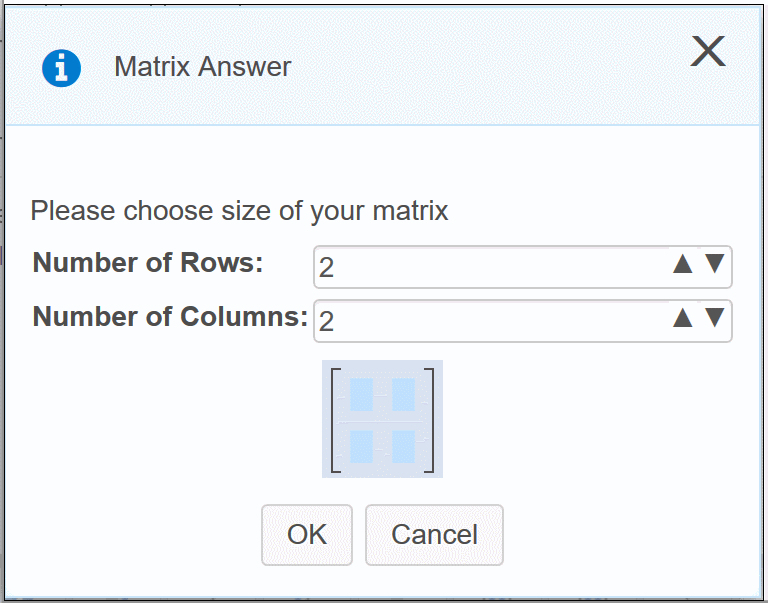 Matrix Answer
Please choose size of your matrix
Number of Rows: 2
Number of Columns: 2
OK Cancel